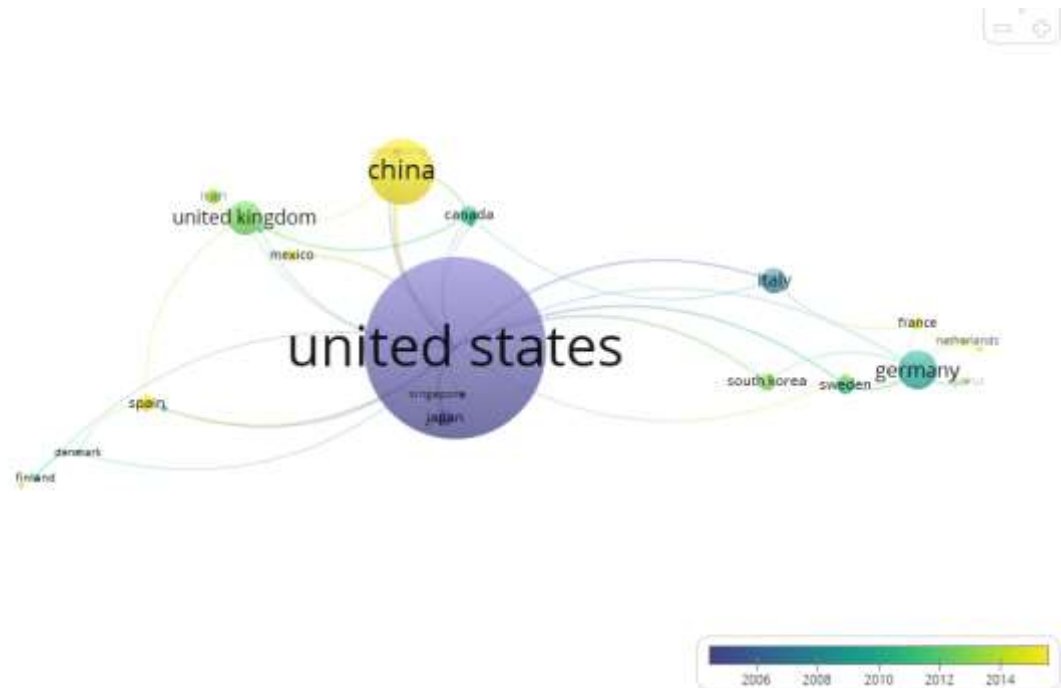 china
iran
united kingdom
canada
mexico
italy
united states
france
netherlands
germany
south korea
sweden
singapore
spain
japan
denmark
finland
2006 2008 2010 2012 2014